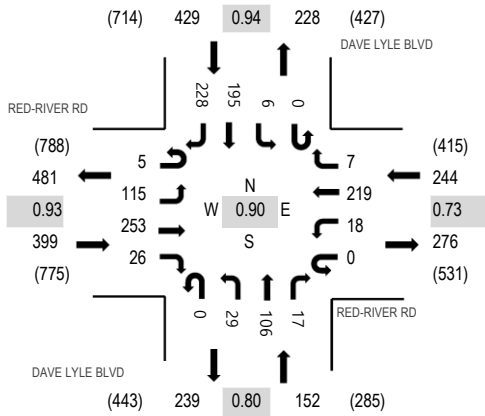 (714) 429 0.94 228 (427)
DAVE LYLE BLVD
228 195 6 0
RED-RIVER RD
(788) (415)
5 7
481 244
115 219
N
0.93 W 0.90 E 0.73
S
253 18
399 276
26 0
(775) (531)
0 29 106 17
RED-RIVER RD
DAVE LYLE BLVD
(443) 239 0.80 152 (285)